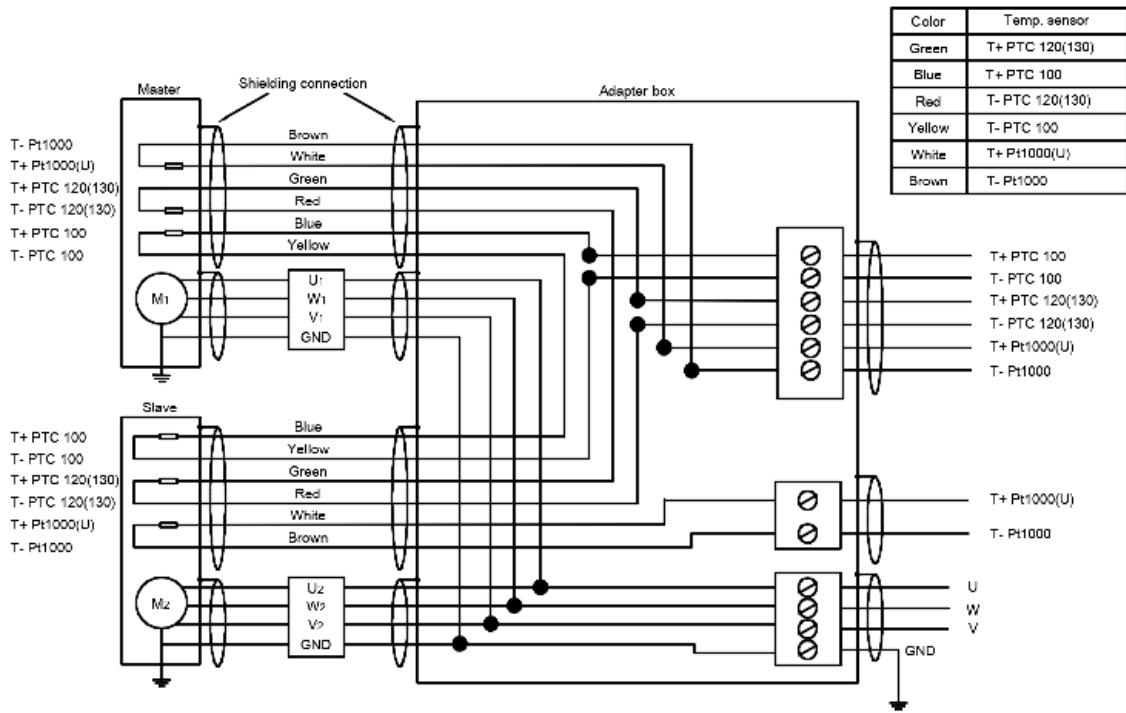 Color Temp. sensor
Green T+ PTC 120(130)
Blue T+ PTC 100
Red T- PTC 120(130)
Yellow T- PTC 100
White T+ Pt1000(U)
Brown T- Pt1000
Shielding connection
Master
Adapter box
T- Pt1000
T+ Pt1000(U)
T+ PTC 120(130)
T- PTC 120(130)
T+ PTC 100
T- PTC 100
Brown
White
Green
Red
Blue
Yellow
M1
U1
W1
V1
GND
T+ PTC 100
T- PTC 100
T+ PTC 120(130)
T- PTC 120(130)
T+ Pt1000(U)
T- Pt1000
Slave
T+ PTC 100
T- PTC 100
T+ PTC 120(130)
T- PTC 120(130)
T+ Pt1000(U)
T- Pt1000
Blue
Yellow
Green
Red
White
Brown
T+ Pt1000(U)
T- Pt1000
M2
U2
W2
V2
GND
U
W
V
GND